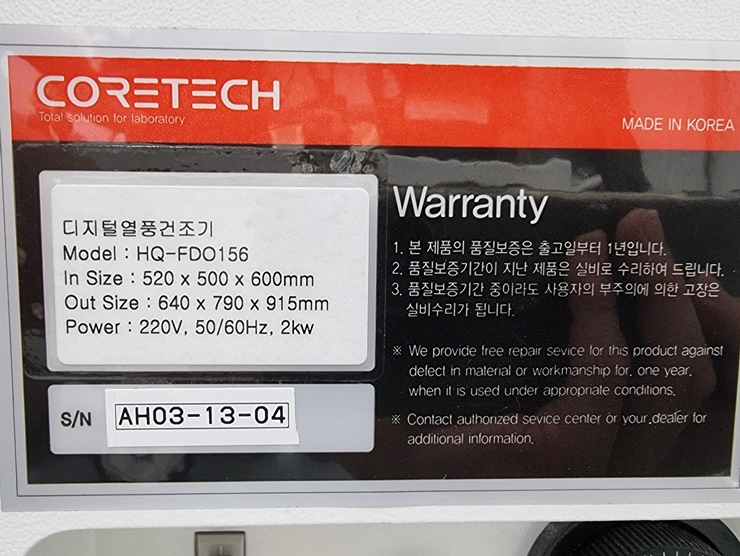 CORETECH
Total solution for laboratory
MADE IN KOREA
디지털열풍건조기
Model : HQ-FDO156
In Size : 520 x 500 x 600mm
Out Size : 640 x 790 x 915mm
Power : 220V, 50/60Hz, 2kw
S/N AH03-13-04
Warranty
1. 본 제품의 품질보증은 출고일부터 1년입니다.
2. 품질보증기간이 지난 제품은 실비로 수리하여 드립니다.
3. 품질보증기간 중이라도 사용자의 부주의에 의한 고장은
실비수리가 됩니다.
※ We provide free repair sevice for this product against
defect in material or workmanship for. one year.
when it is used under appropriate conditions.
※ Contact authorized sevice center or your.dealer for
additional information.